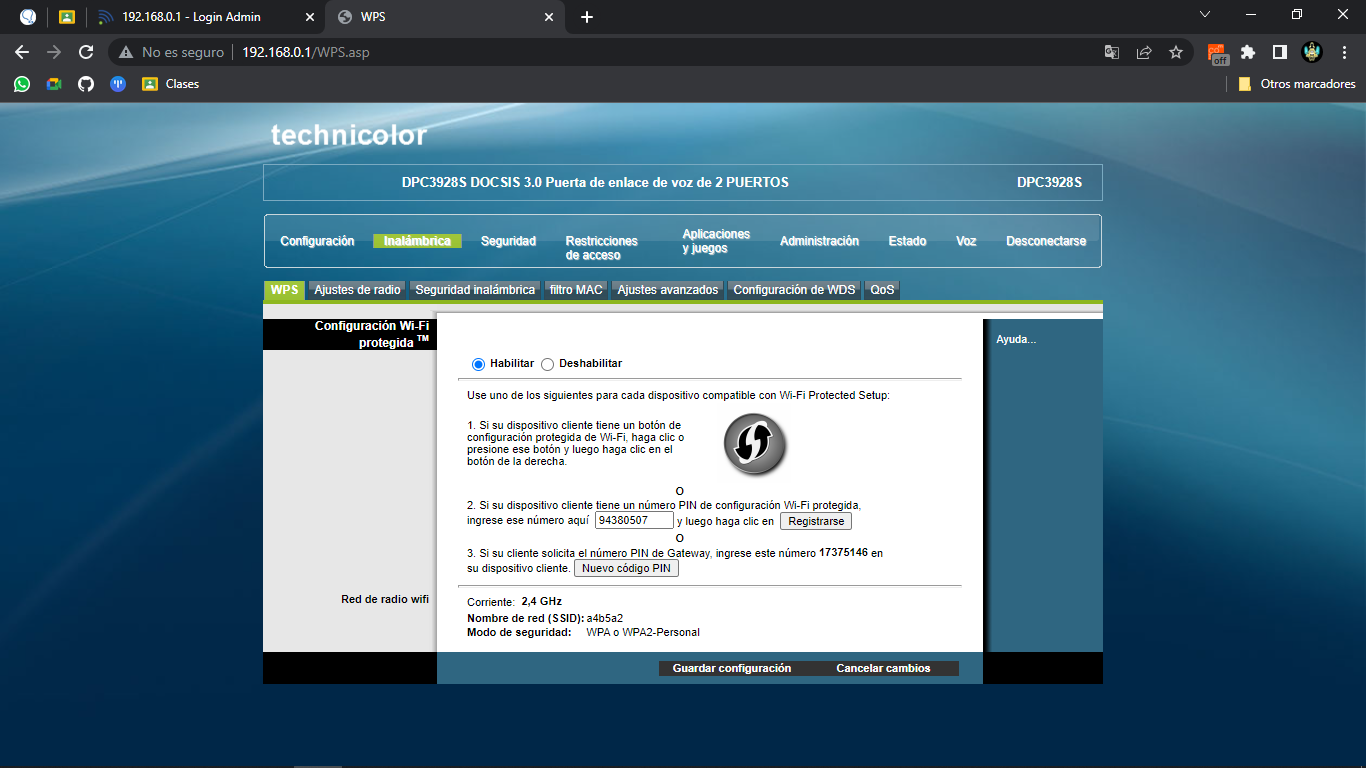 192.168.0.1 - Login Admin
WPS
No es seguro
192.168.0.1/WPS.asp
off
Clases
Otros marcadores
technicolor
DPC3928S DOCSIS 3.0 Puerta de enlace de voz de 2 PUERTOS
DPC3928S
Configuración
Inalámbrica
Seguridad
Restricciones
de acceso
Aplicaciones
y juegos
Administración
Estado
Voz
Desconectarse
WPS
Ajustes de radio
Seguridad inalámbrica
filtro MAC
Ajustes avanzados
Configuración de WDS
QoS
Configuración Wi-Fi
protegida TM
Ayuda...
Habilitar
Deshabilitar
Use uno de los siguientes para cada dispositivo compatible con Wi-Fi Protected Setup:
1. Si su dispositivo cliente tiene un botón de
configuración protegida de Wi-Fi, haga clic o
presione ese botón y luego haga clic en el
botón de la derecha.
O
2. Si su dispositivo cliente tiene un número PIN de configuración Wi-Fi protegida,
ingrese ese número aquí 94380507 y luego haga clic en Registrarse
O
3. Si su cliente solicita el número PIN de Gateway, ingrese este número 17375146 en
su dispositivo cliente. Nuevo código PIN
Red de radio wifi
Corriente: 2,4 GHz
Nombre de red (SSID): a4b5a2
Modo de seguridad: WPA o WPA2-Personal
Guardar configuración
Cancelar cambios